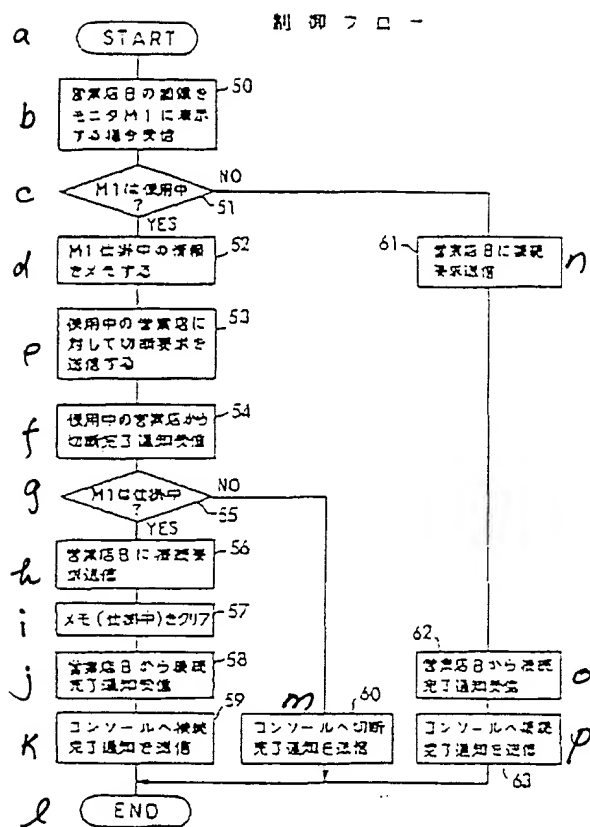 制御フロー
a START
50
b 営業店Bの画像を
モニタM1に表示
する指令受信
c M1は使用中
?
NO
51
YES
d M1仕掛中の情報
をメモする
52
61
営業店Bに接続
要求送信
n
e 使用中の営業店に
対して切断要求を
送信する
53
f 使用中の営業店から
切断完了通知受信
54
g M1は仕掛中
?
NO
55
YES
h 営業店Bに接続要
求送信
56
i メモ(仕掛中)をクリア
57
j 営業店Bから接続
完了通知受信
58
62
営業店Bから接続
完了通知受信
o
k コンソールへ接続
完了通知を送信
59
m
60
コンソールへ切断
完了通知を送信
コンソールへ接続
完了通知を送信
p
63
l END